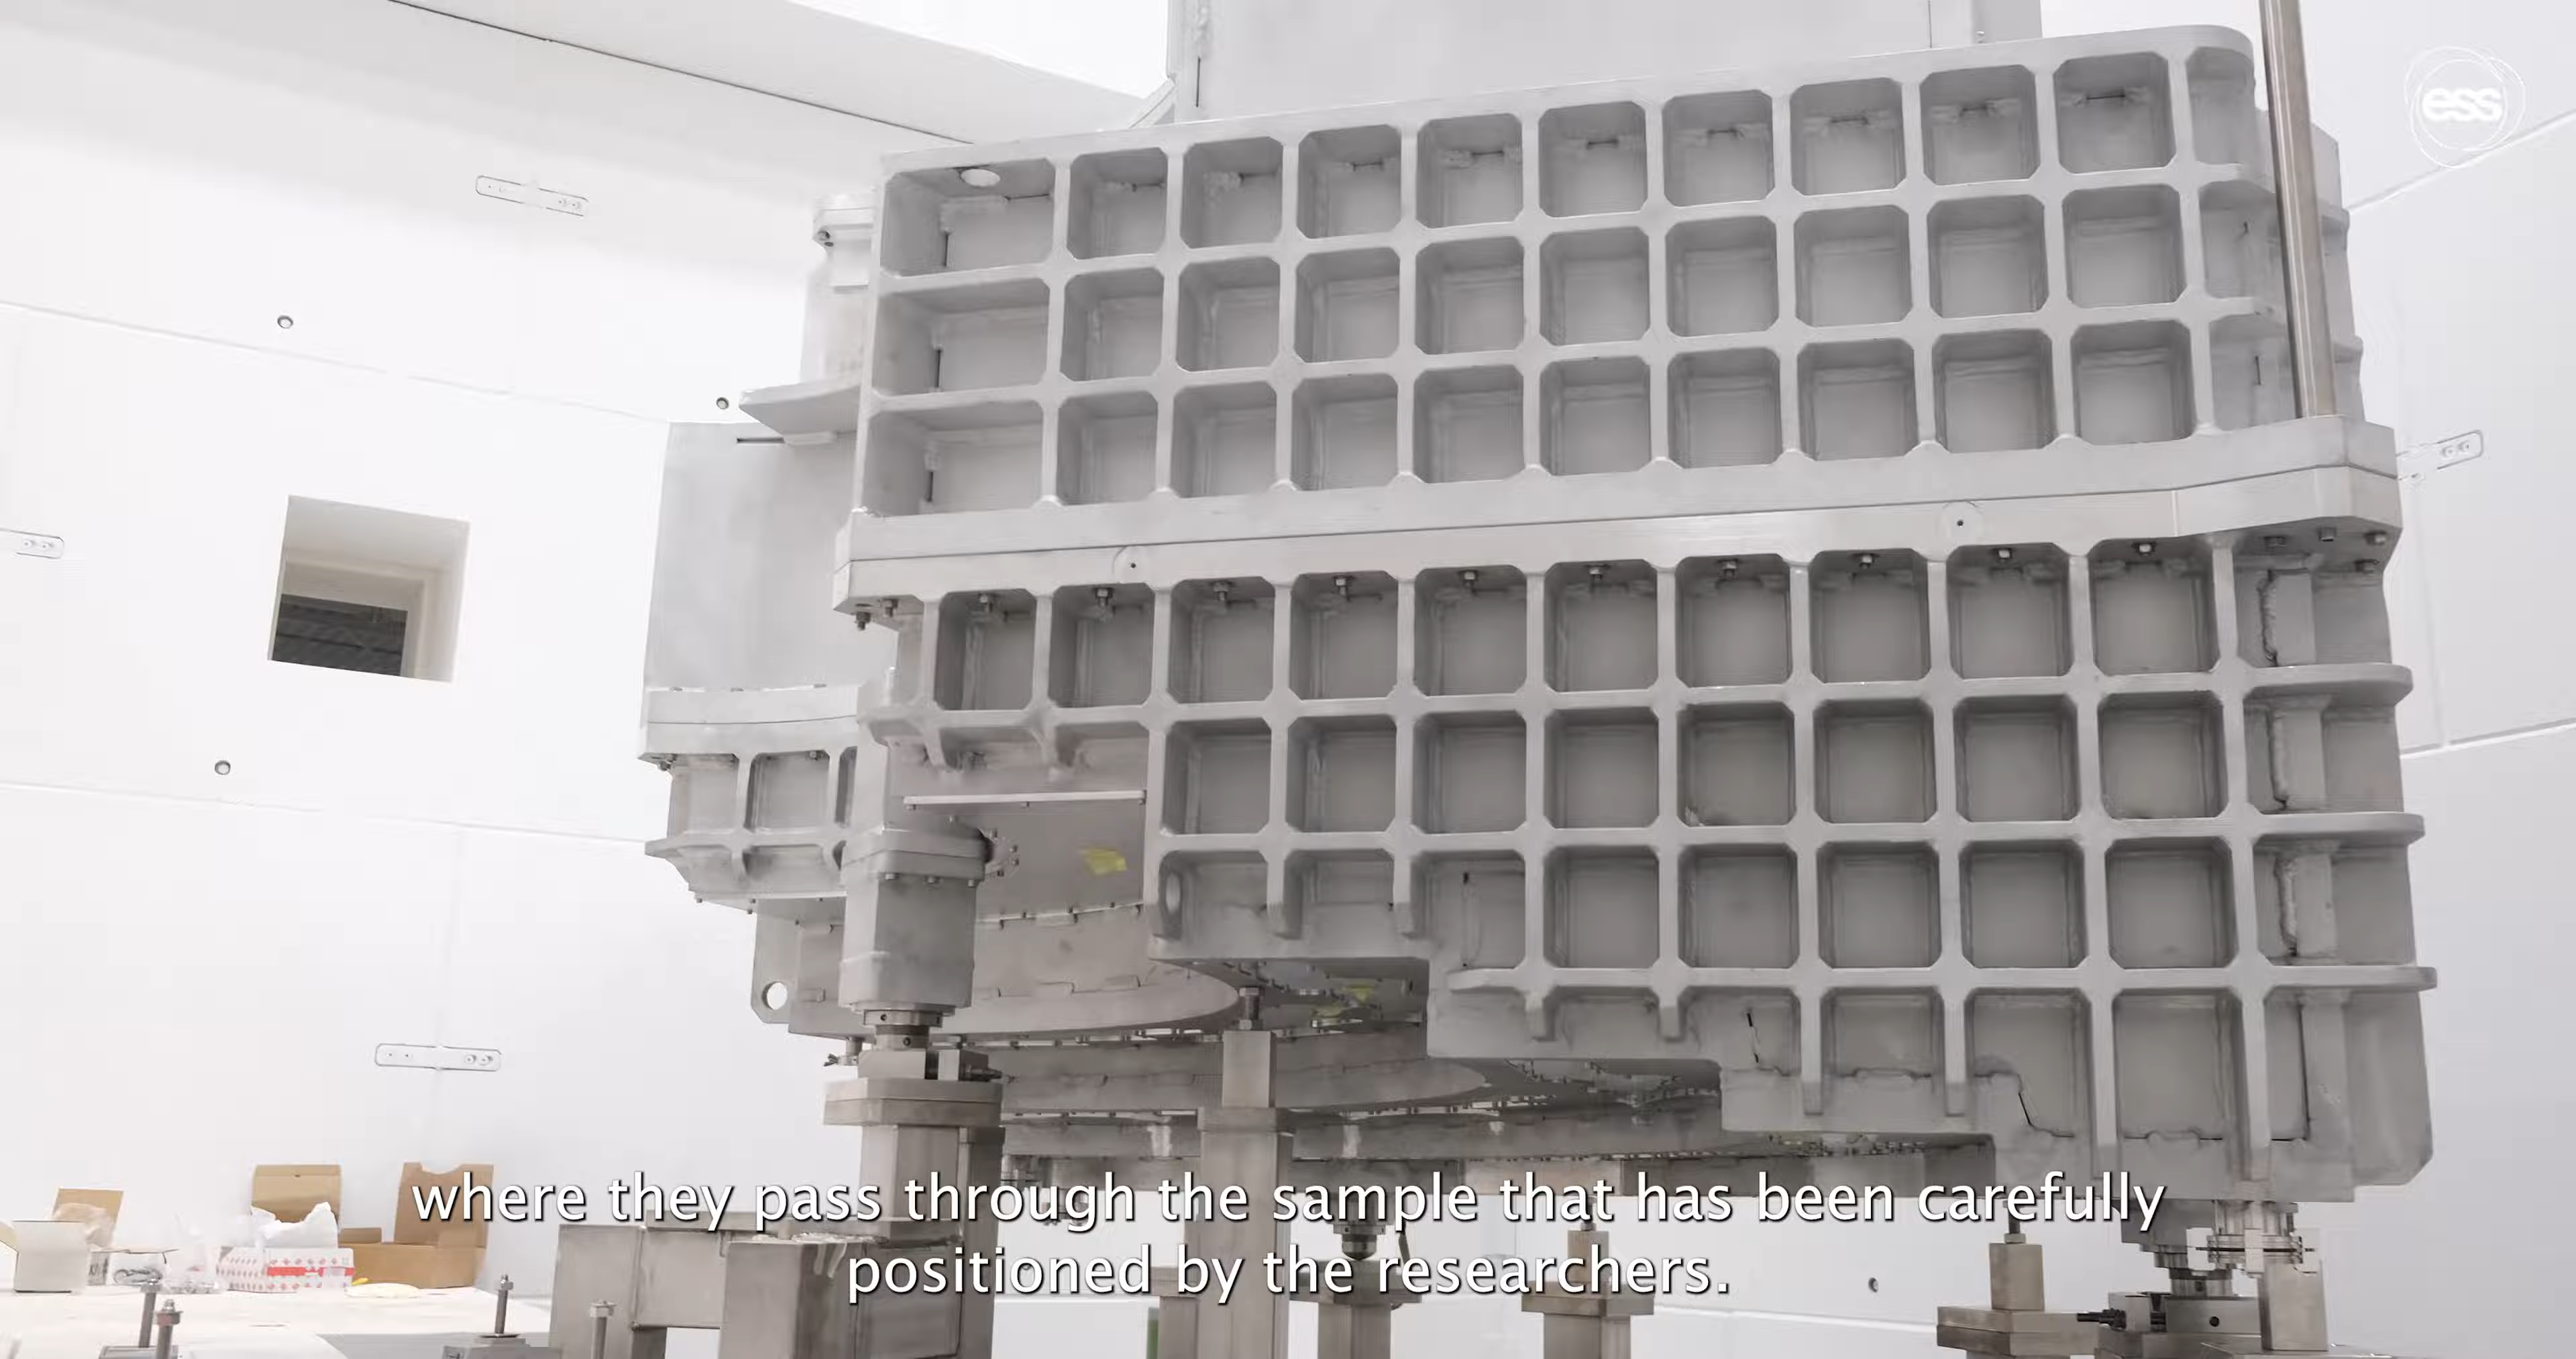 ess
where they pass through the sample that has been carefully
positioned by the researchers.